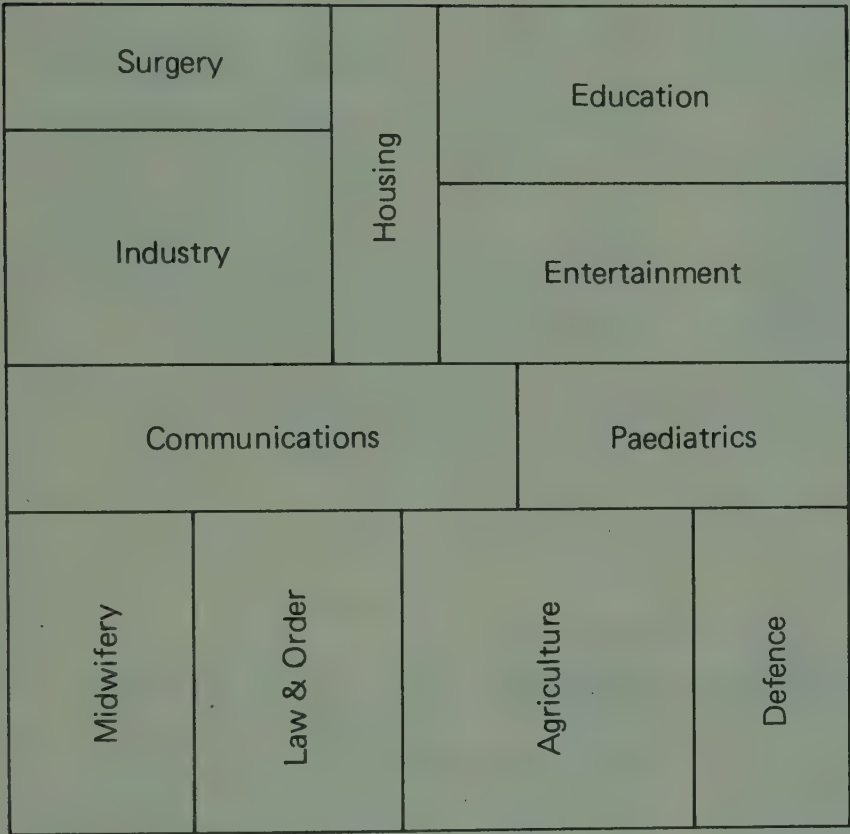 Surgery
Education
Housing
Industry
Entertainment
Communications
Paediatrics
Midwifery
Law & Order
Agriculture
Defence